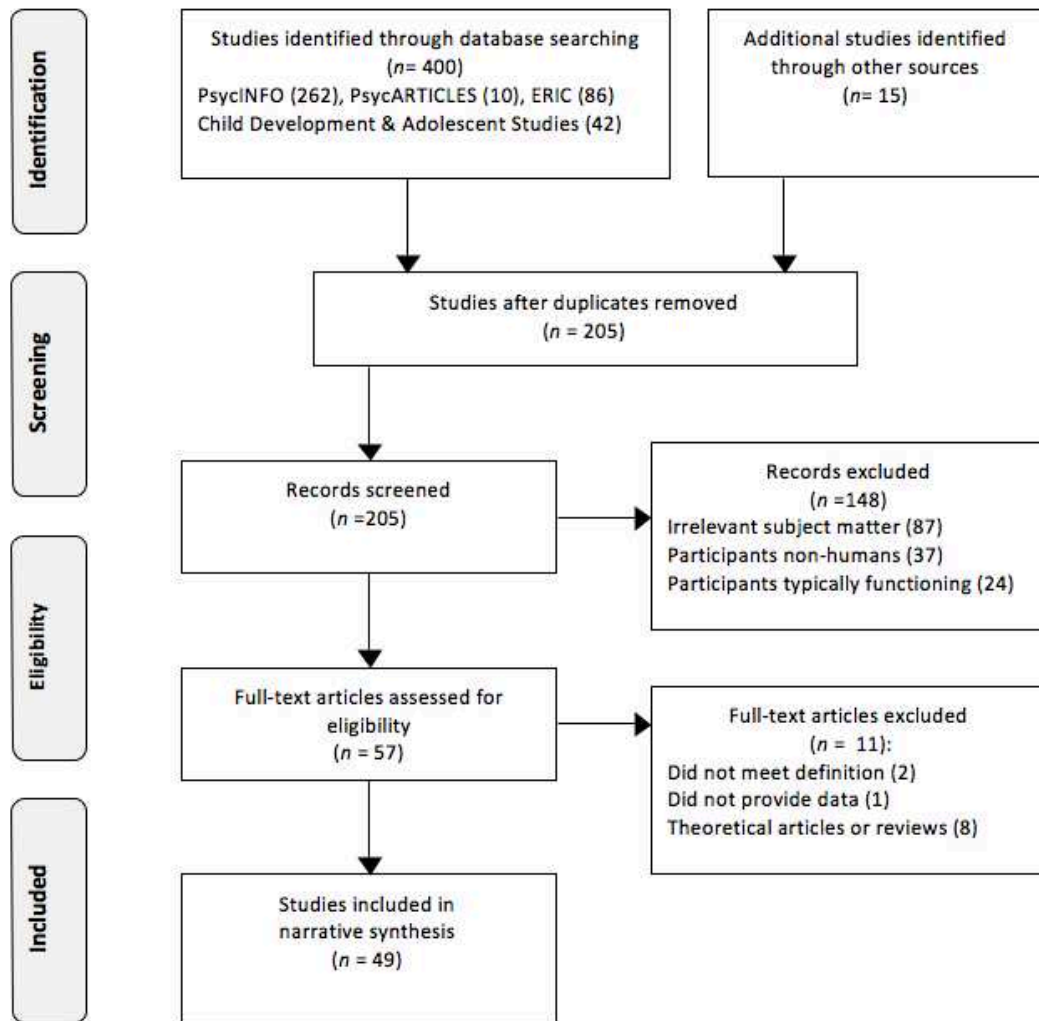 Identification
Studies identified through database searching
(n= 400)
PsycINFO (262), PsycARTICLES (10), ERIC (86)
Child Development & Adolescent Studies (42)
Additional studies identified
through other sources
(n= 15)
Screening
Studies after duplicates removed
(n = 205)
Records screened
(n =205)
Records excluded
(n =148)
Irrelevant subject matter (87)
Participants non-humans (37)
Participants typically functioning (24)
Eligibility
Full-text articles assessed for
eligibility
(n = 57)
Full-text articles excluded
(n = 11):
Did not meet definition (2)
Did not provide data (1)
Theoretical articles or reviews (8)
Included
Studies included in
narrative synthesis
(n = 49)